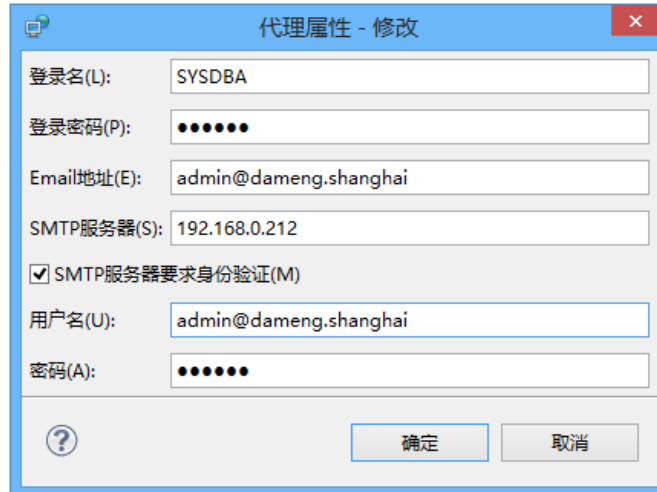 代理属性 - 修改
登录名(L): SYSDBA
登录密码(P): ●●●●●●
Email地址(E): admin@dameng.shanghai
SMTP服务器(S): 192.168.0.212
SMTP服务器要求身份验证(M)
用户名(U): admin@dameng.shanghai
密码(A): ●●●●●●
确定 取消